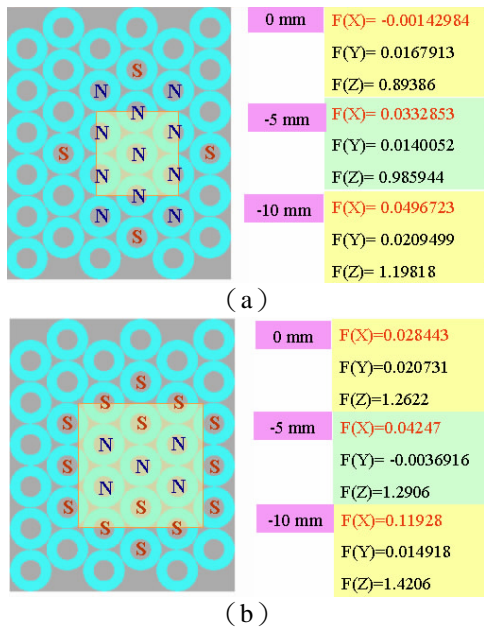 S
N N
N
N N
S N S
N N
N
N N
S
0 mm
F(X)= -0.00142984
F(Y)= 0.0167913
F(Z)= 0.89386
-5 mm
F(X)= 0.0332853
F(Y)= 0.0140052
F(Z)= 0.985944
-10 mm
F(X)= 0.0496723
F(Y)= 0.0209499
F(Z)= 1.19818
(a)
S
S S
S S S
N N
S N S
N N
S S S
S S
S
0 mm
F(X)=0.028443
F(Y)=0.020731
F(Z)=1.2622
-5 mm
F(X)=0.04247
F(Y)= -0.0036916
F(Z)=1.2906
-10 mm
F(X)=0.11928
F(Y)=0.014918
F(Z)=1.4206
(b)